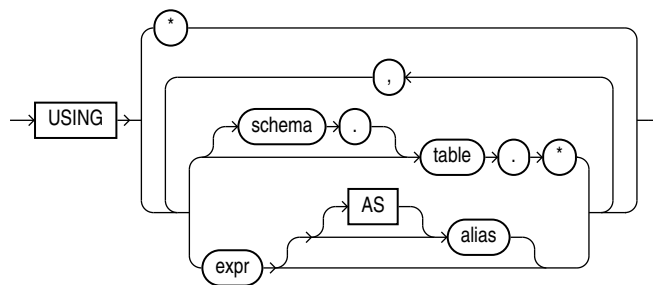 *
,
USING
schema .
table . *
AS
alias
expr